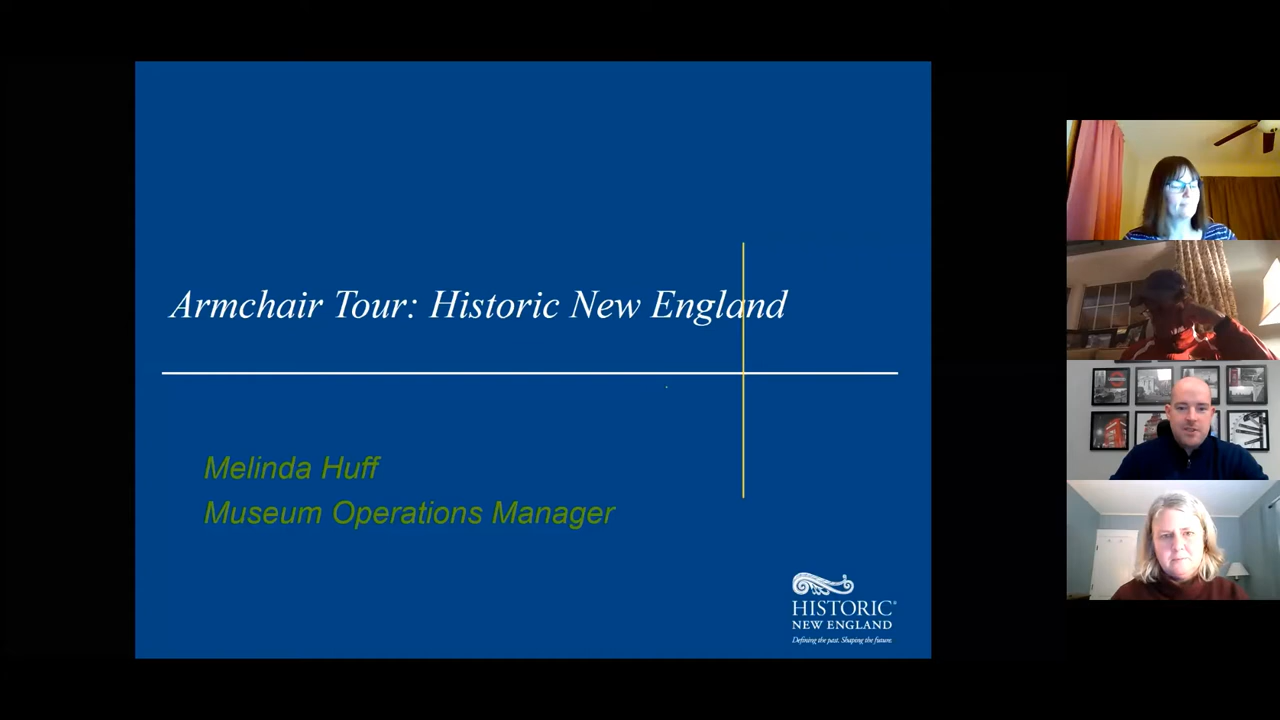 Armchair Tour: Historic New England
Melinda Huff
Museum Operations Manager
HISTORIC®
NEW ENGLAND
Defining the past. Shaping the future.